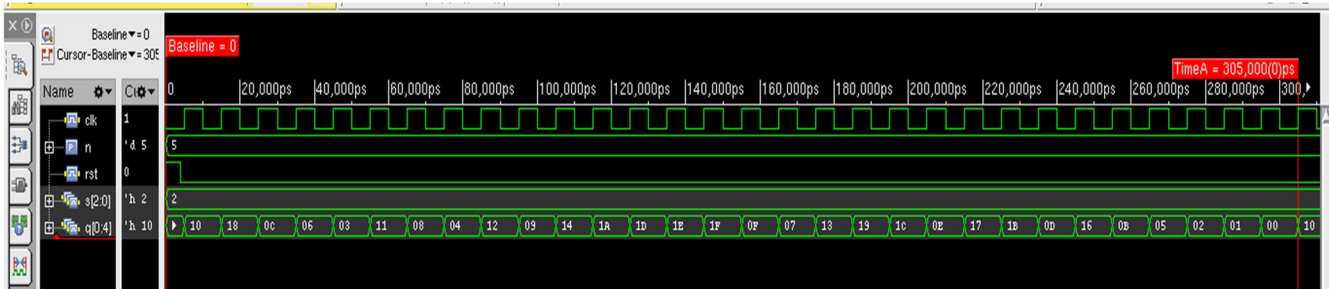 Baseline▼= 0
Cursor-Baseline▼= 305
Baseline = 0
TimeA = 305,000(0)ps
Name
0 20,000ps 40,000ps 60,000ps 80,000ps 100,000ps 120,000ps 140,000ps 160,000ps 180,000ps 200,000ps 220,000ps 240,000ps 260,000ps 280,000ps 300,
clk 1
n 'd 5 5
rst 0
s[2:0] 'h 2 2
q[0:4] 'h 10 10 18 0C 06 03 11 08 04 12 09 14 1A 1D 1E 1F 0F 07 13 19 1C 0E 17 1B 0D 16 0B 05 02 01 00 10